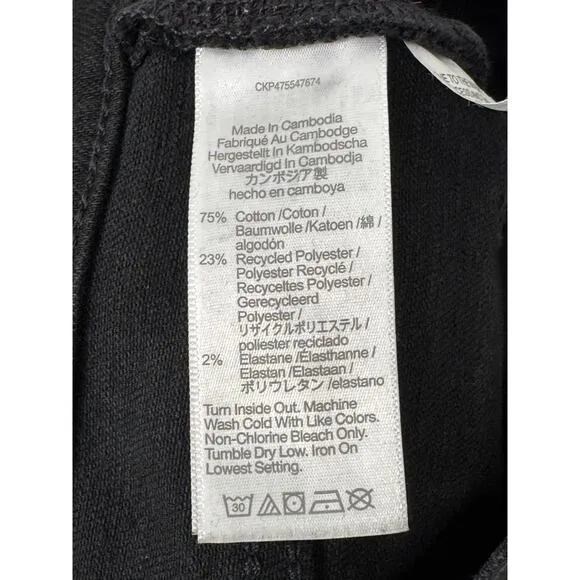 CKP475547674
Made In Cambodia
Fabriqué Au Cambodge
Hergestellt In Kambodscha
Vervaardigd In Cambodja
カンボジア製
hecho en camboya
75% Cotton /Coton /
Baumwolle /Katoen /綿 /
algodón
23% Recycled Polyester /
Polyester Recyclé /
Recyceltes Polyester /
Gerecycleerd
Polyester /
リサイクルポリエステル /
poliester reciclado
2% Elastane /Élasthanne /
Elastan /Elastaan /
ポリウレタン /elastano
Turn Inside Out. Machine
Wash Cold With Like Colors.
Non-Chlorine Bleach Only.
Tumble Dry Low. Iron On
Lowest Setting.
30